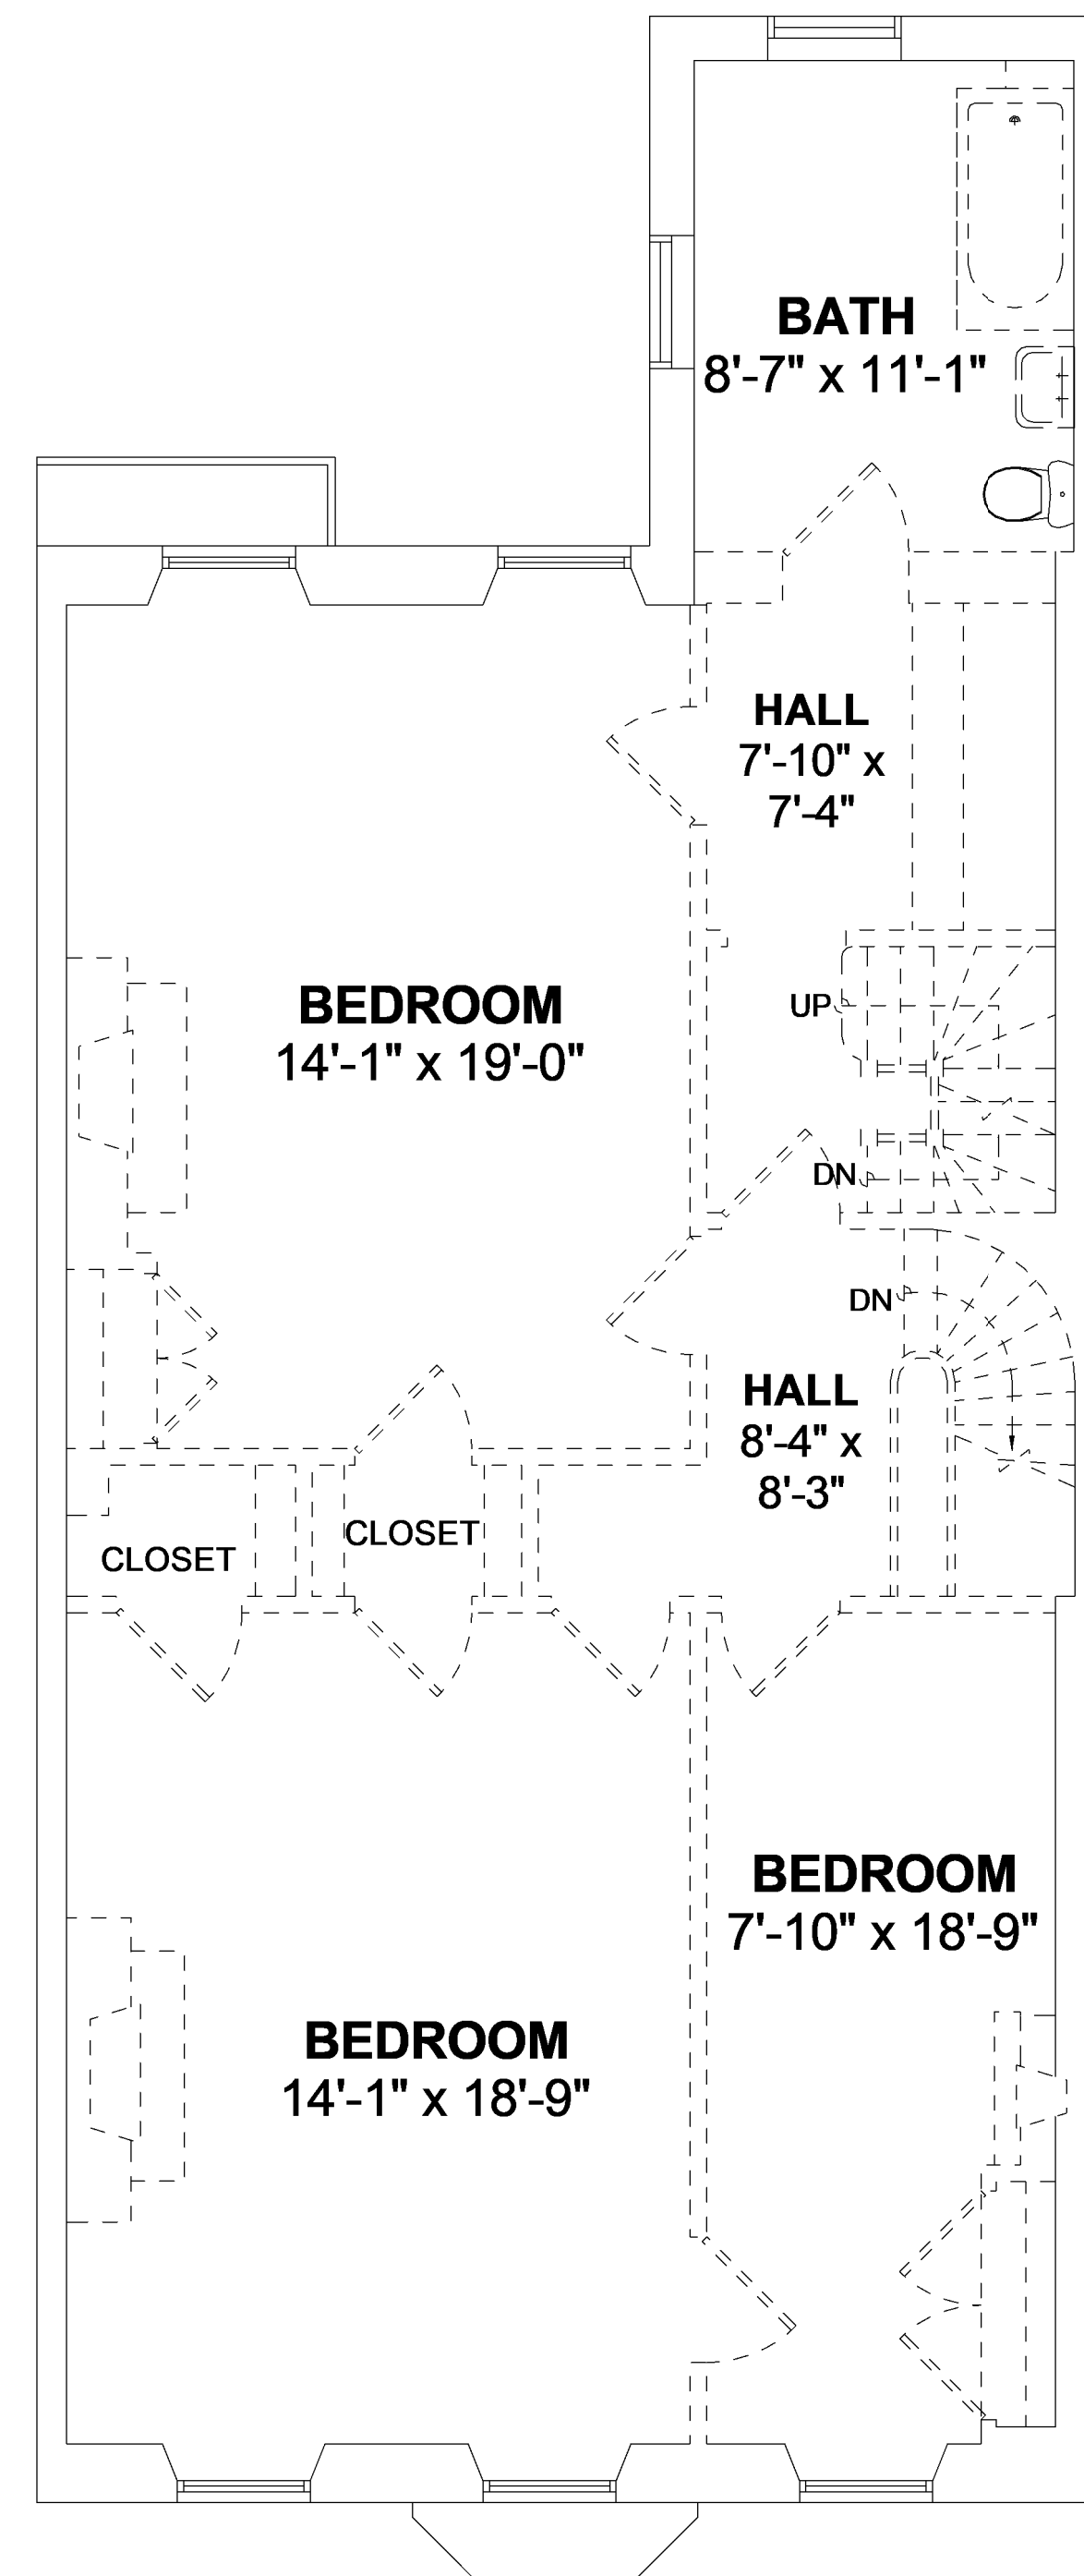 BATH
8'-7" x 11'-1"
HALL
7'-10" x
7'-4"
BEDROOM
14'-1" x 19'-0"
UP
DN
DN
HALL
8'-4" x
8'-3"
CLOSET
CLOSET
BEDROOM
7'-10" x 18'-9"
BEDROOM
14'-1" x 18'-9"